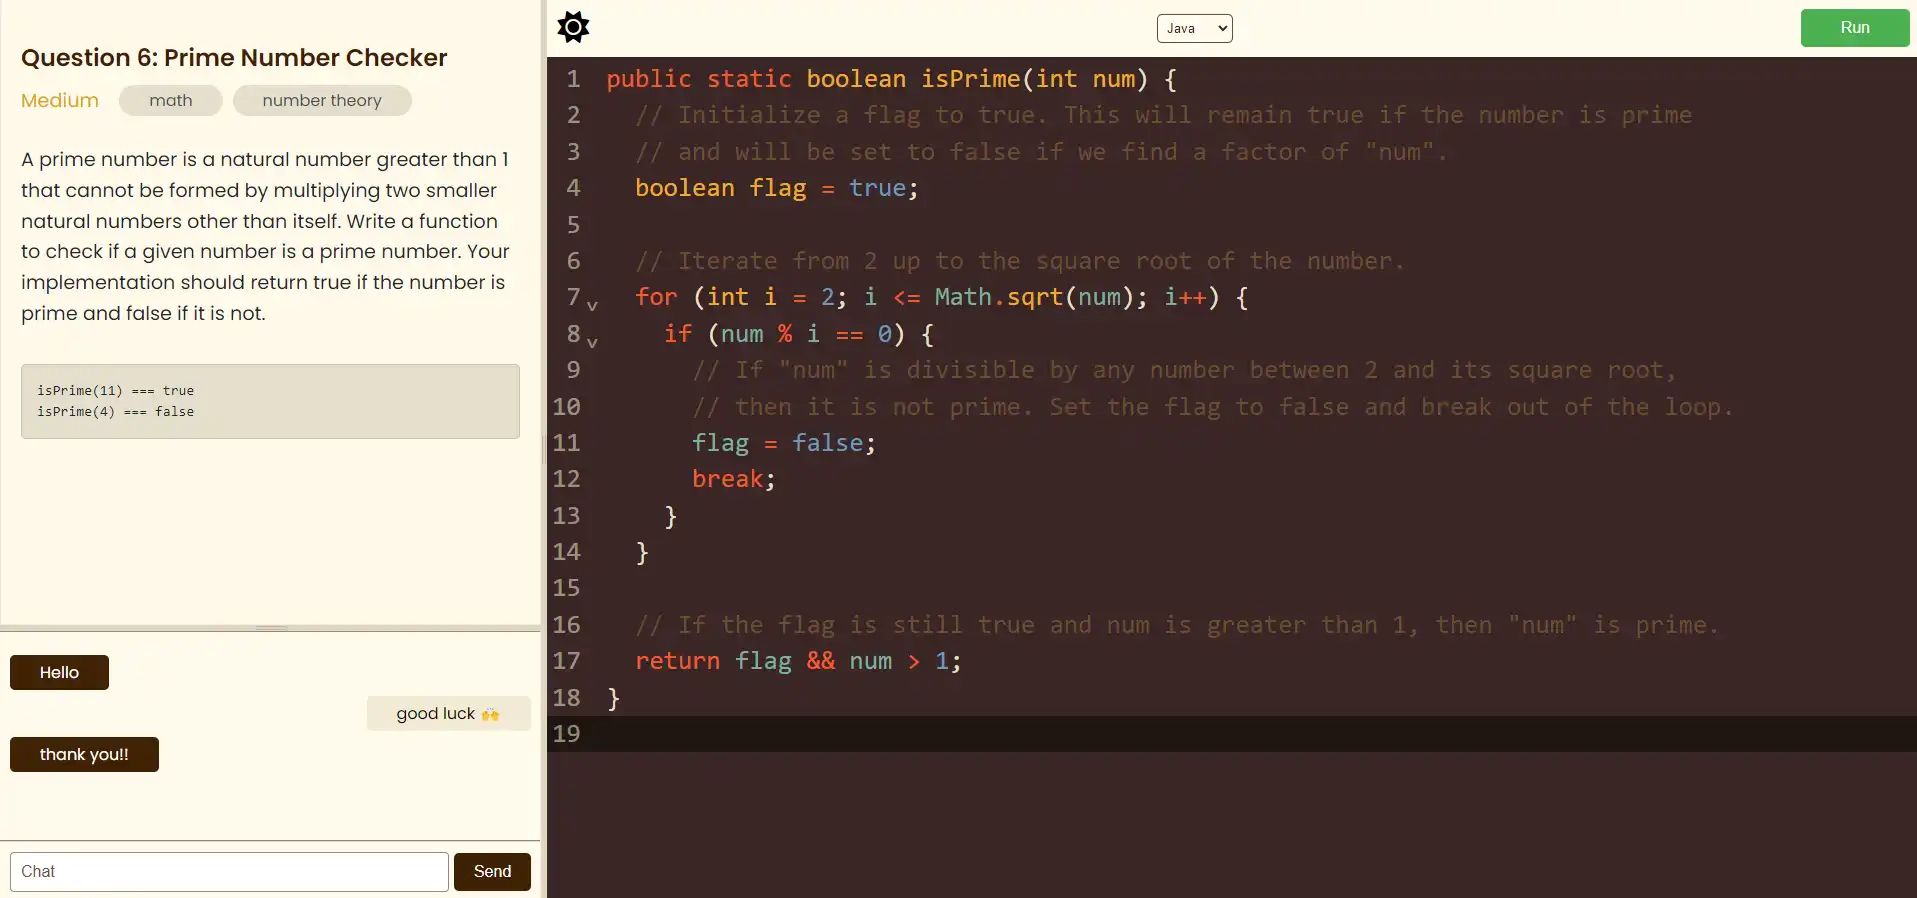 Question 6: Prime Number Checker
Medium math number theory
A prime number is a natural number greater than 1
that cannot be formed by multiplying two smaller
natural numbers other than itself. Write a function
to check if a given number is a prime number. Your
implementation should return true if the number is
prime and false if it is not.
isPrime(11) === true
isPrime(4) === false
Hello
good luck 🙌
thank you!!
Chat
Send
Java
Run
1 public static boolean isPrime(int num) {
2   // Initialize a flag to true. This will remain true if the number is prime
3   // and will be set to false if we find a factor of "num".
4   boolean flag = true;
5
6   // Iterate from 2 up to the square root of the number.
7   for (int i = 2; i <= Math.sqrt(num); i++) {
8     if (num % i == 0) {
9       // If "num" is divisible by any number between 2 and its square root,
10       // then it is not prime. Set the flag to false and break out of the loop.
11       flag = false;
12       break;
13     }
14   }
15
16   // If the flag is still true and num is greater than 1, then "num" is prime.
17   return flag && num > 1;
18 }
19